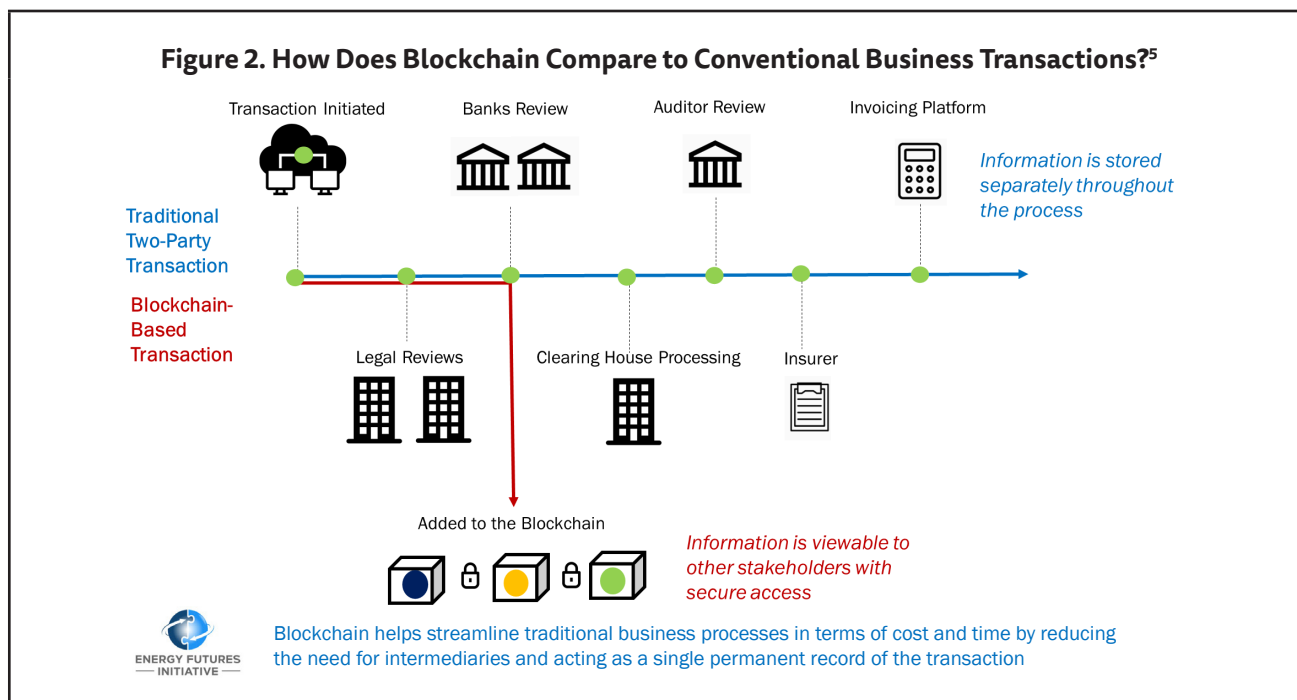 Figure 2. How Does Blockchain Compare to Conventional Business Transactions?⁵
Transaction Initiated
Banks Review
Auditor Review
Invoicing Platform
Information is stored
separately throughout
the process
Traditional
Two-Party
Transaction
Blockchain-
Based
Transaction
Legal Reviews
Clearing House Processing
Insurer
Added to the Blockchain
Information is viewable to
other stakeholders with
secure access
ENERGY FUTURES
INITIATIVE
Blockchain helps streamline traditional business processes in terms of cost and time by reducing
the need for intermediaries and acting as a single permanent record of the transaction